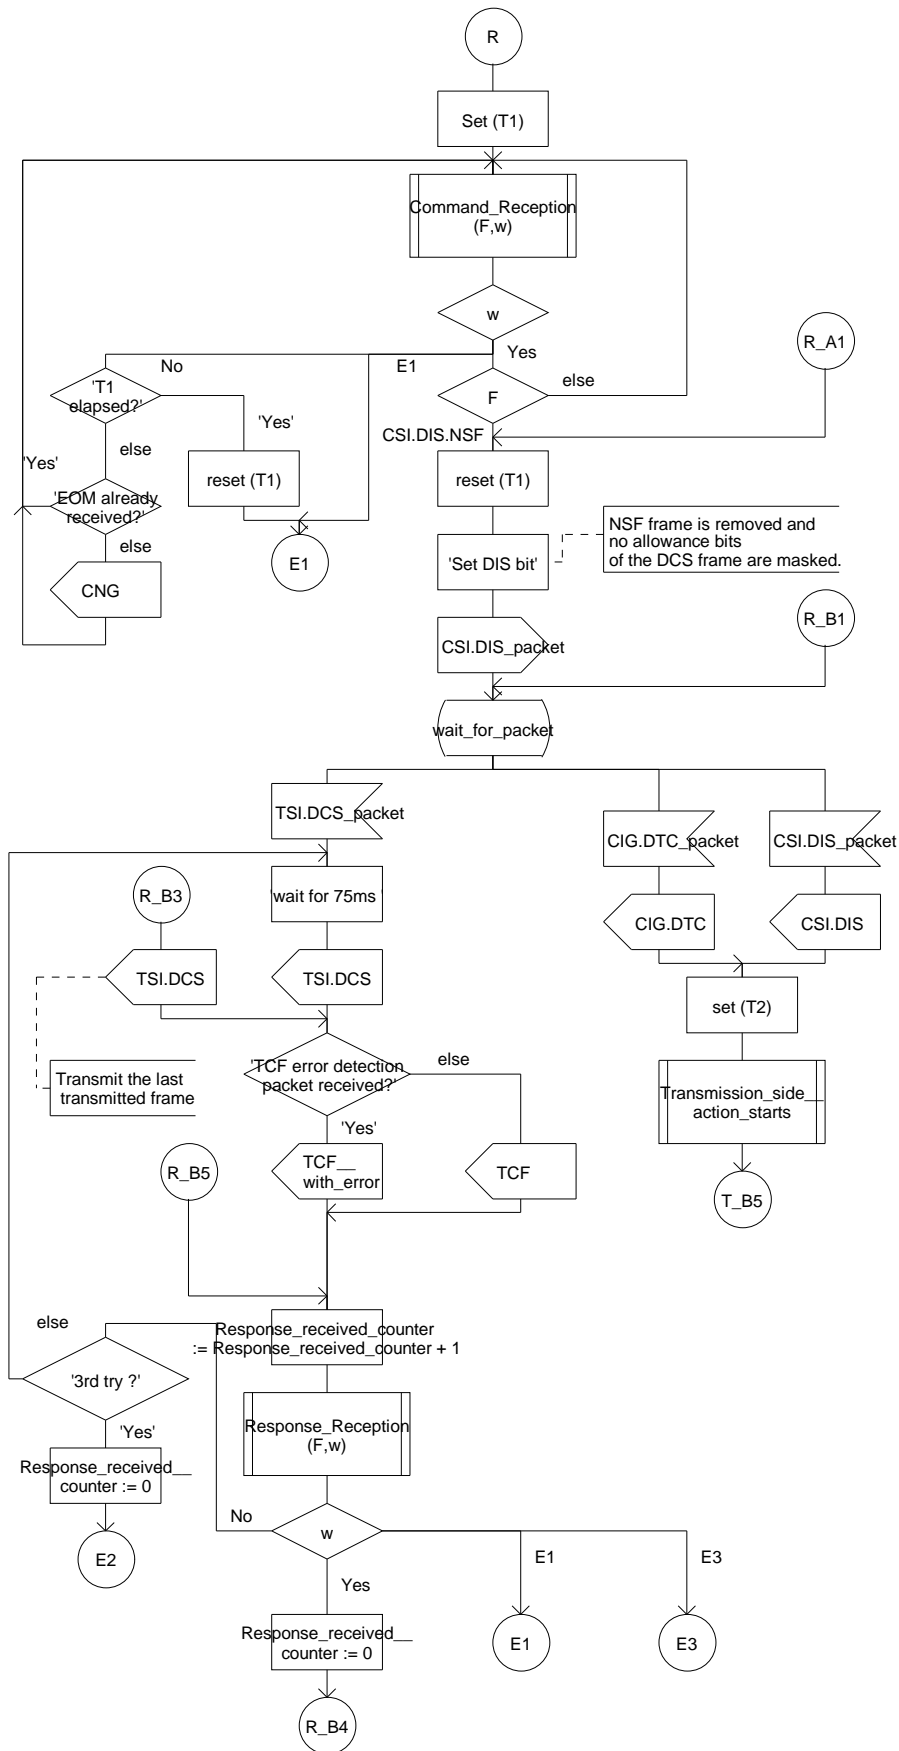 R
Set (T1)
Command_Reception
(F,w)
w
R_A1
No
E1
Yes
'T1
elapsed?'
F
else
'Yes'
CSI.DIS.NSF
else
'Yes'
reset (T1)
reset (T1)
'EOM already
received?'
NSF frame is removed and
no allowance bits
of the DCS frame are masked.
else
E1
'Set DIS bit'
CNG
R_B1
CSI.DIS_packet
wait_for_packet
TSI.DCS_packet
CIG.DTC_packet
CSI.DIS_packet
R_B3
'wait for 75ms '
CIG.DTC
CSI.DIS
TSI.DCS
TSI.DCS
set (T2)
'TCF error detection
packet received?'
else
Transmit the last
transmitted frame
Transmission_side__
action_starts
'Yes'
R_B5
TCF__
with_error
TCF
T_B5
else
Response_received_counter
:= Response_received_counter + 1
'3rd try ?'
'Yes'
Response_Reception
(F,w)
Response_received__
counter := 0
No
w
E2
E1
E3
Yes
Response_received__
counter := 0
E1
E3
R_B4